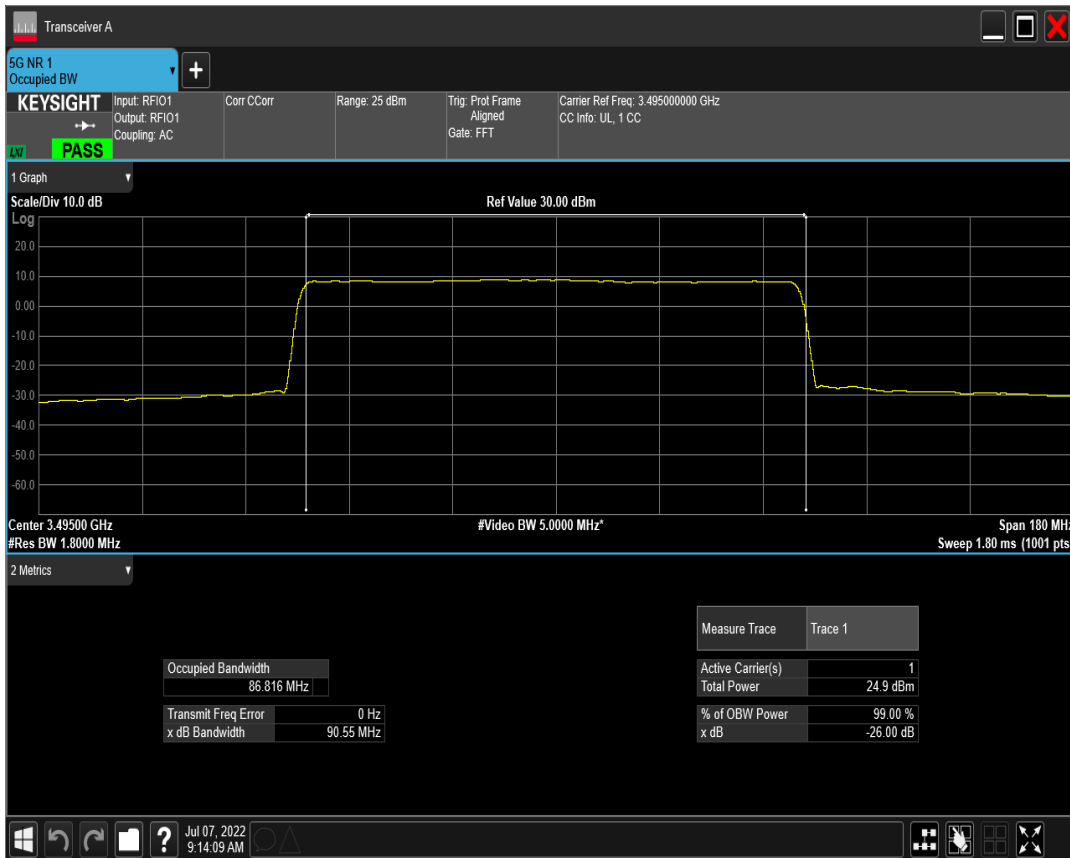 Transceiver A
5G NR 1
Occupied BW
+
KEYSIGHT
LXI
PASS
Input: RFIO1
Output: RFIO1
Coupling: AC
Corr CCorr
Range: 25 dBm
Trig: Prot Frame
Aligned
Gate: FFT
Carrier Ref Freq: 3.495000000 GHz
CC Info: UL, 1 CC
1 Graph
Scale/Div 10.0 dB
Ref Value 30.00 dBm
Log
20.0
10.0
0.00
-10.0
-20.0
-30.0
-40.0
-50.0
-60.0
Center 3.49500 GHz
#Video BW 5.0000 MHz*
Span 180 MHz
#Res BW 1.8000 MHz
Sweep 1.80 ms (1001 pts
2 Metrics
Measure Trace Trace 1
Occupied Bandwidth
86.816 MHz
Active Carrier(s) 1
Total Power 24.9 dBm
Transmit Freq Error 0 Hz
x dB Bandwidth 90.55 MHz
% of OBW Power 99.00 %
x dB -26.00 dB
?
Jul 07, 2022
9:14:09 AM